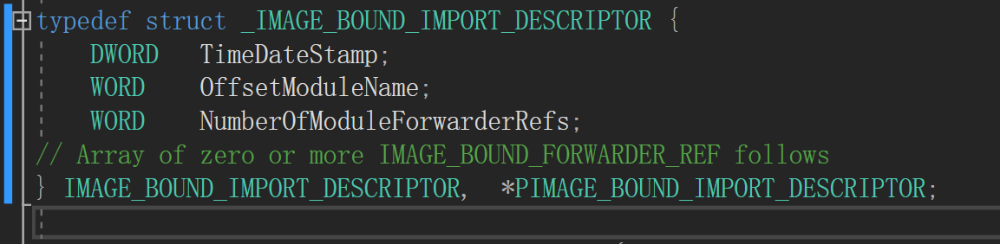 typedef struct _IMAGE_BOUND_IMPORT_DESCRIPTOR {
    DWORD   TimeDateStamp;
    WORD    OffsetModuleName;
    WORD    NumberOfModuleForwarderRefs;
// Array of zero or more IMAGE_BOUND_FORWARDER_REF follows
} IMAGE_BOUND_IMPORT_DESCRIPTOR,  *PIMAGE_BOUND_IMPORT_DESCRIPTOR;